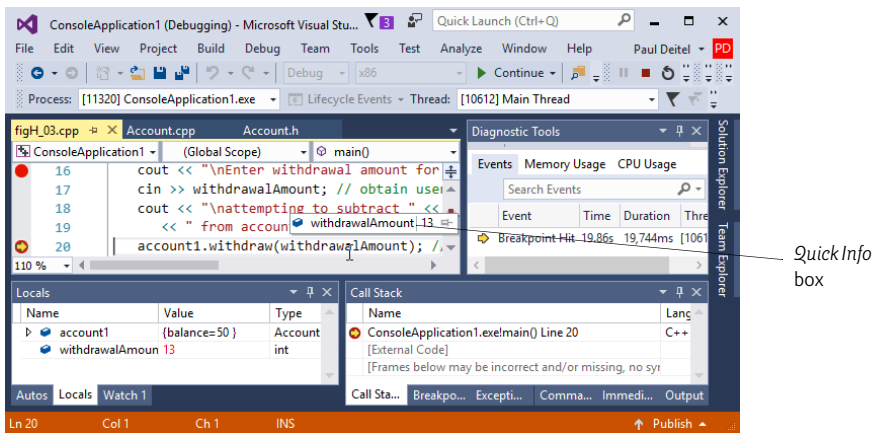 ConsoleApplication1 (Debugging) - Microsoft Visual Stu... 3 Quick Launch (Ctrl+Q)
File Edit View Project Build Debug Team Tools Test Analyze Window Help Paul Deitel PD
Debug x86 Continue
Process: [11320] ConsoleApplication1.exe Lifecycle Events Thread: [10612] Main Thread
figH_03.cpp Account.cpp Account.h
ConsoleApplication1 (Global Scope) main()
16 cout << "\nEnter withdrawal amount for
17 cin >> withdrawalAmount; // obtain user
18 cout << "\nattempting to subtract " <<
19 << " from accoun
withdrawalAmount 13
20 account1.withdraw(withdrawalAmount); //
110 %
Diagnostic Tools
Events Memory Usage CPU Usage
Search Events
Event Time Duration Thre
Breakpoint Hit 19.86s 19,744ms [1061
Solution Explorer
Team Explorer
Quick Info
box
Locals
Name Value Type
account1 {balance=50 } Account
withdrawalAmoun 13 int
Autos Locals Watch 1
Call Stack
Name Lang
ConsoleApplication1.exe!main() Line 20 C++
[External Code]
[Frames below may be incorrect and/or missing, no syr
Call Sta... Breakpo... Excepti... Comma... Immedi... Output
Ln 20 Col 1 Ch 1 INS Publish